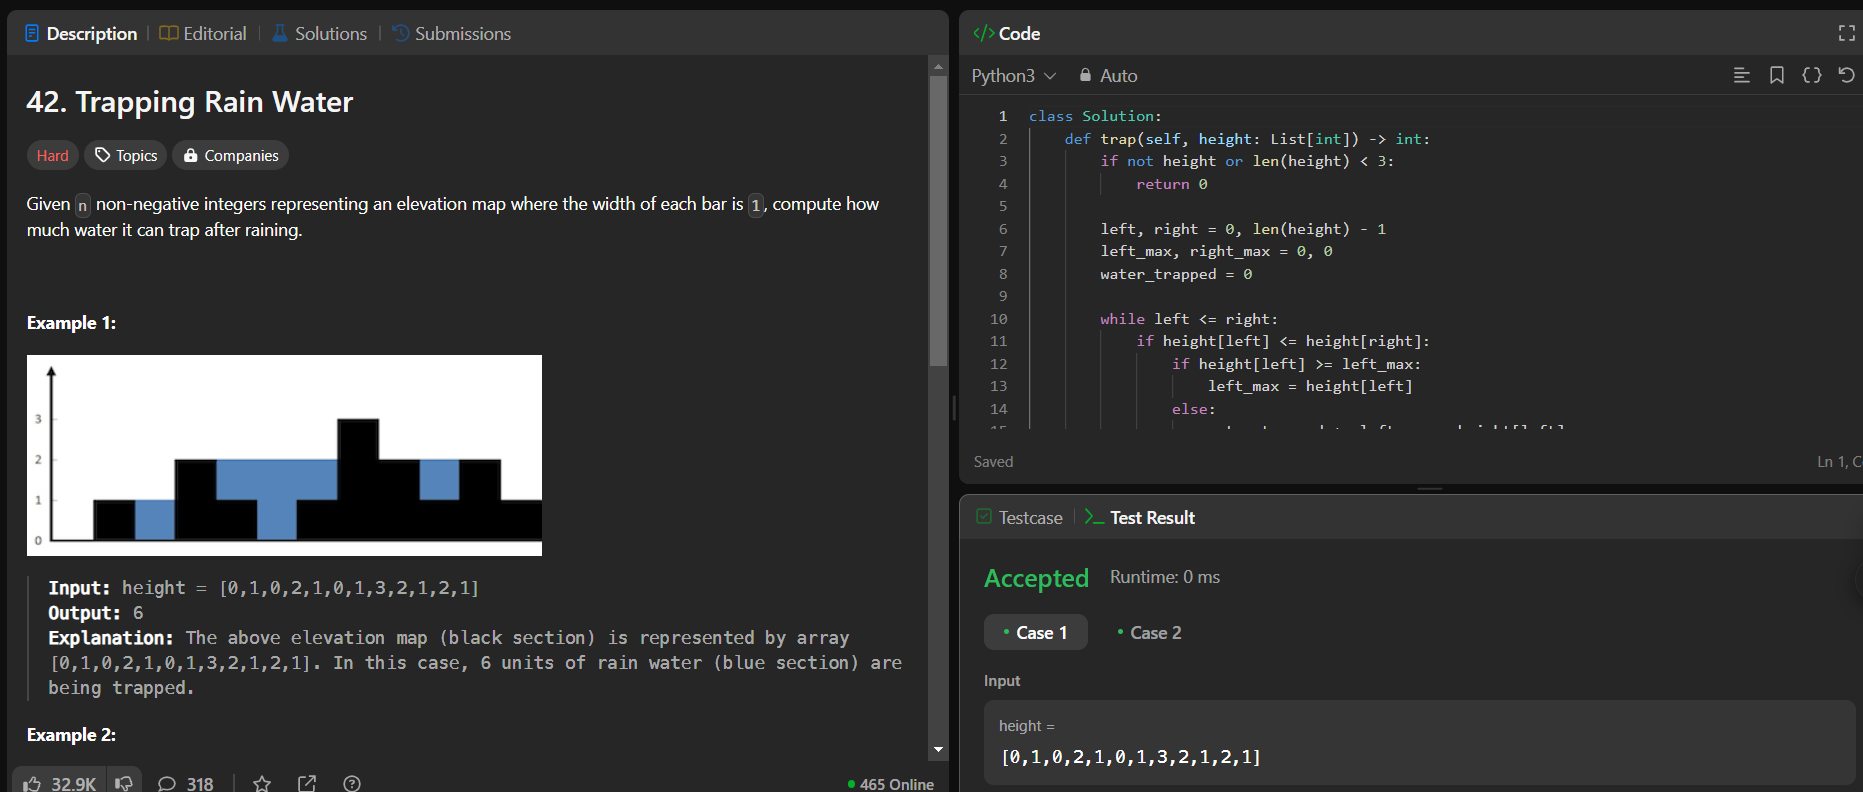 Description
Editorial
Solutions
Submissions
42. Trapping Rain Water
Hard
Topics
Companies
Given n non-negative integers representing an elevation map where the width of each bar is 1, compute how
much water it can trap after raining.
Example 1:
3
2
1
0
Input: height = [0,1,0,2,1,0,1,3,2,1,2,1]
Output: 6
Explanation: The above elevation map (black section) is represented by array
[0,1,0,2,1,0,1,3,2,1,2,1]. In this case, 6 units of rain water (blue section) are
being trapped.
Example 2:
32.9K
318
465 Online
</> Code
Python3
Auto
1 class Solution:
2 def trap(self, height: List[int]) -> int:
3 if not height or len(height) < 3:
4 return 0
5
6 left, right = 0, len(height) - 1
7 left_max, right_max = 0, 0
8 water_trapped = 0
9
10 while left <= right:
11 if height[left] <= height[right]:
12 if height[left] >= left_max:
13 left_max = height[left]
14 else:
Saved
Ln 1, C
Testcase
Test Result
Accepted
Runtime: 0 ms
Case 1
Case 2
Input
height =
[0,1,0,2,1,0,1,3,2,1,2,1]